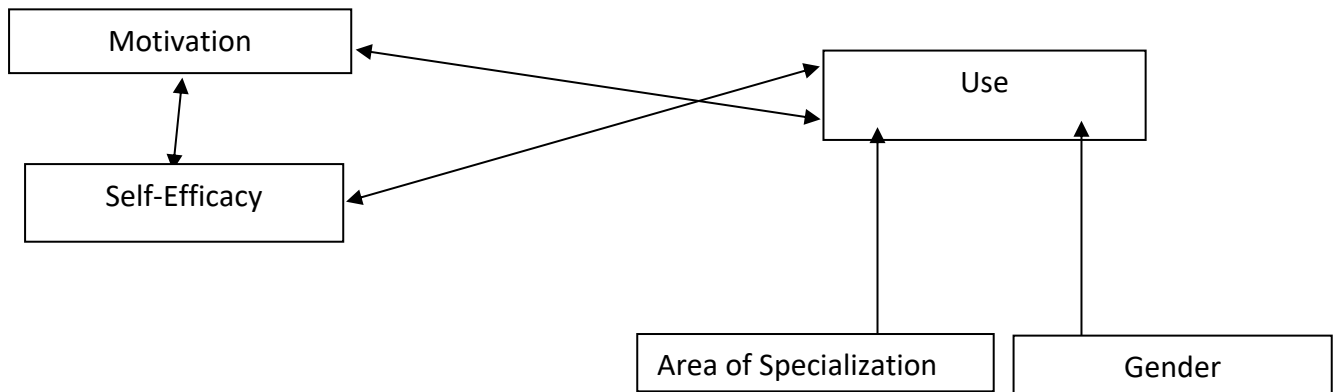 Motivation
Use
Self-Efficacy
Area of Specialization
Gender